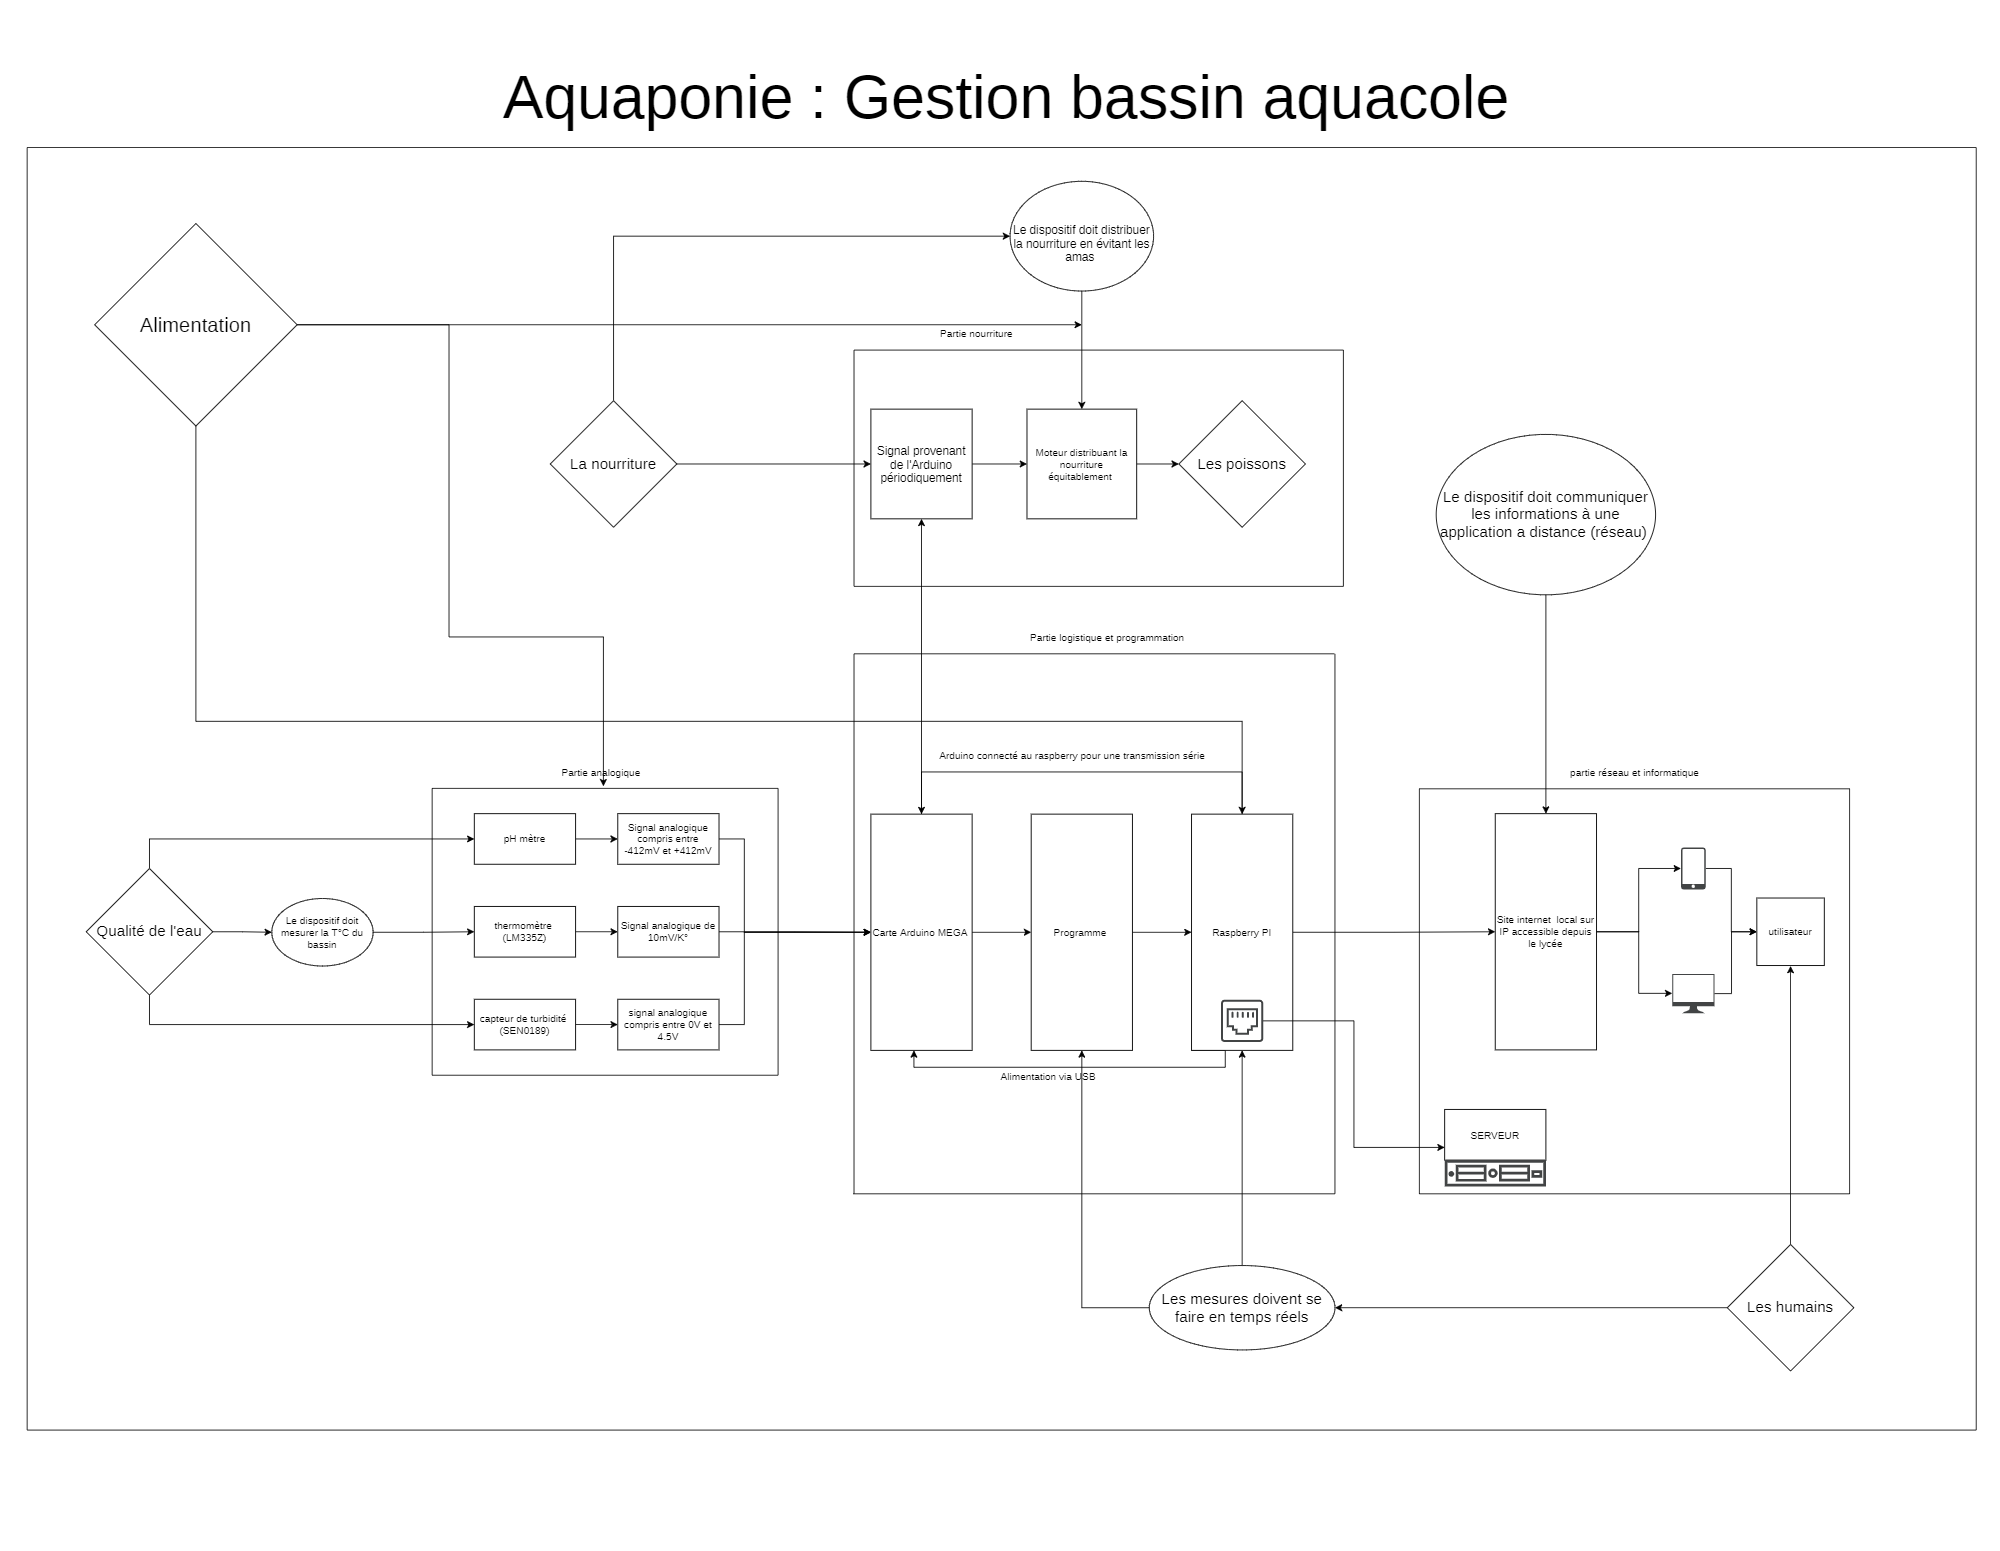 Aquaponie : Gestion bassin aquacole
Le dispositif doit distribuer
la nourriture en évitant les
amas
Alimentation
Partie nourriture
La nourriture
Signal provenant
de l'Arduino
périodiquement
Moteur distribuant la
nourriture
équitablement
Les poissons
Le dispositif doit communiquer
les informations à une
application a distance (réseau)
Partie logistique et programmation
Arduino connecté au raspberry pour une transmission série
Partie analogique
partie réseau et informatique
pH mètre
Signal analogique
compris entre
-412mV et +412mV
Qualité de l'eau
Le dispositif doit
mesurer la T°C du
bassin
thermomètre
(LM335Z)
Signal analogique de
10mV/K°
capteur de turbidité
(SEN0189)
signal analogique
compris entre 0V et
4.5V
Carte Arduino MEGA
Programme
Raspberry PI
Site internet  local sur
IP accessible depuis
le lycée
utilisateur
Alimentation via USB
SERVEUR
Les mesures doivent se
faire en temps réels
Les humains